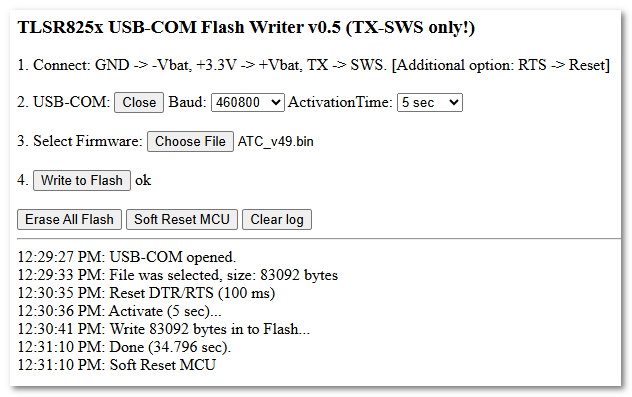 TLSR825x USB-COM Flash Writer v0.5 (TX-SWS only!)
1. Connect: GND -> -Vbat, +3.3V -> +Vbat, TX -> SWS. [Additional option: RTS -> Reset]
2. USB-COM: Close Baud: 460800 ActivationTime: 5 sec
3. Select Firmware: Choose File ATC_v49.bin
4. Write to Flash ok
Erase All Flash Soft Reset MCU Clear log
12:29:27 PM: USB-COM opened.
12:29:33 PM: File was selected, size: 83092 bytes
12:30:35 PM: Reset DTR/RTS (100 ms)
12:30:36 PM: Activate (5 sec)...
12:30:41 PM: Write 83092 bytes in to Flash...
12:31:10 PM: Done (34.796 sec).
12:31:10 PM: Soft Reset MCU